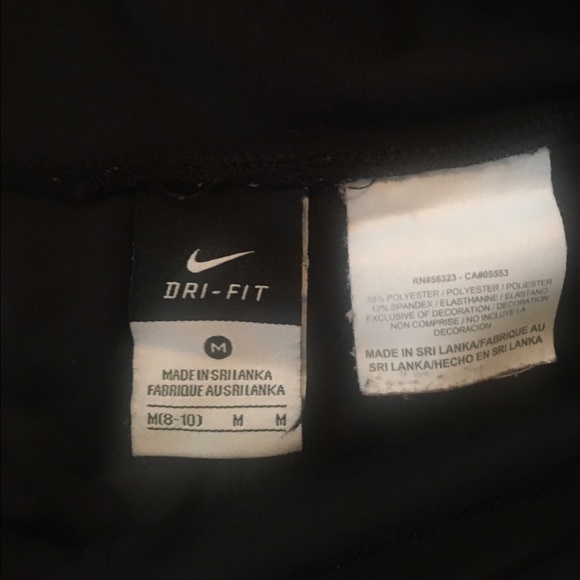 DRI-FIT
M
MADE IN SRI LANKA
FABRIQUE AU SRI LANKA
M(8-10) M M
RN#56323 - CA#05553
88% POLYESTER / POLYESTER / POLIESTER
12% SPANDEX / ELASTHANNE / ELASTANO
EXCLUSIVE OF DECORATION / DECORATION
NON COMPRISE / NO INCLUYE LA
DECORACION
MADE IN SRI LANKA/FABRIQUE AU
SRI LANKA/HECHO EN SRI LANKA